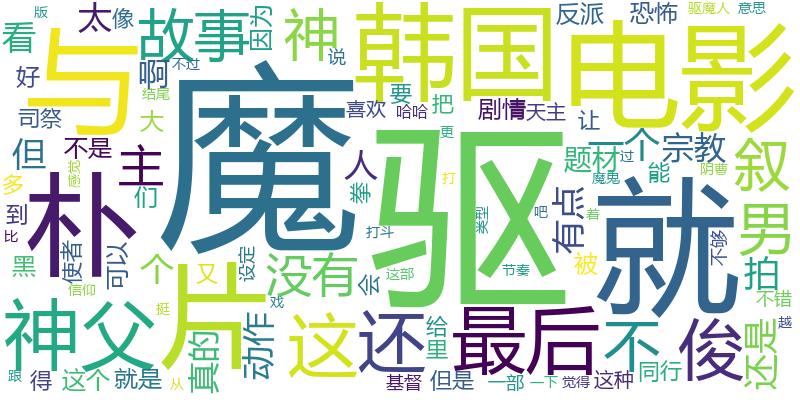 版
像
太
故事
因为
神
韩国
反派
恐怖
驱魔人
意思
看
与
不过
说
电影
好
结尾
啊
魔
喜欢
要
哈哈
把
剧情
天主
让
司祭
大
驱
更
一个
宗教
但
不是
主
人
拳
打
题材
过
能
叙
多
感觉
们
朴
类型
吧
魔鬼
阴曹
男
到
比
使者
可以
就
有点
着
不够
黑
个
又
设定
没有
会
打斗
这部
节奏
被
拍
信仰
戏
片
不错
神父
挺
真的
动作
这
还
给
里
最后
不
俊
还是
越
跟
得
这个
就是
从
基督
但是
一部
一下
觉得
这种
同行